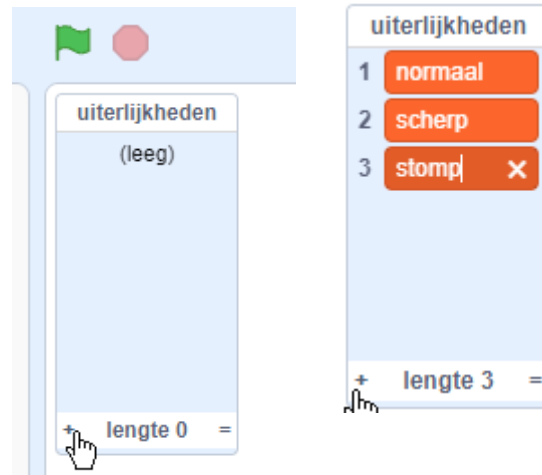 uiterlijkheden
(leeg)
+ lengte 0 =
uiterlijkheden
1 normaal
2 scherp
3 stomp ×
+ lengte 3 =